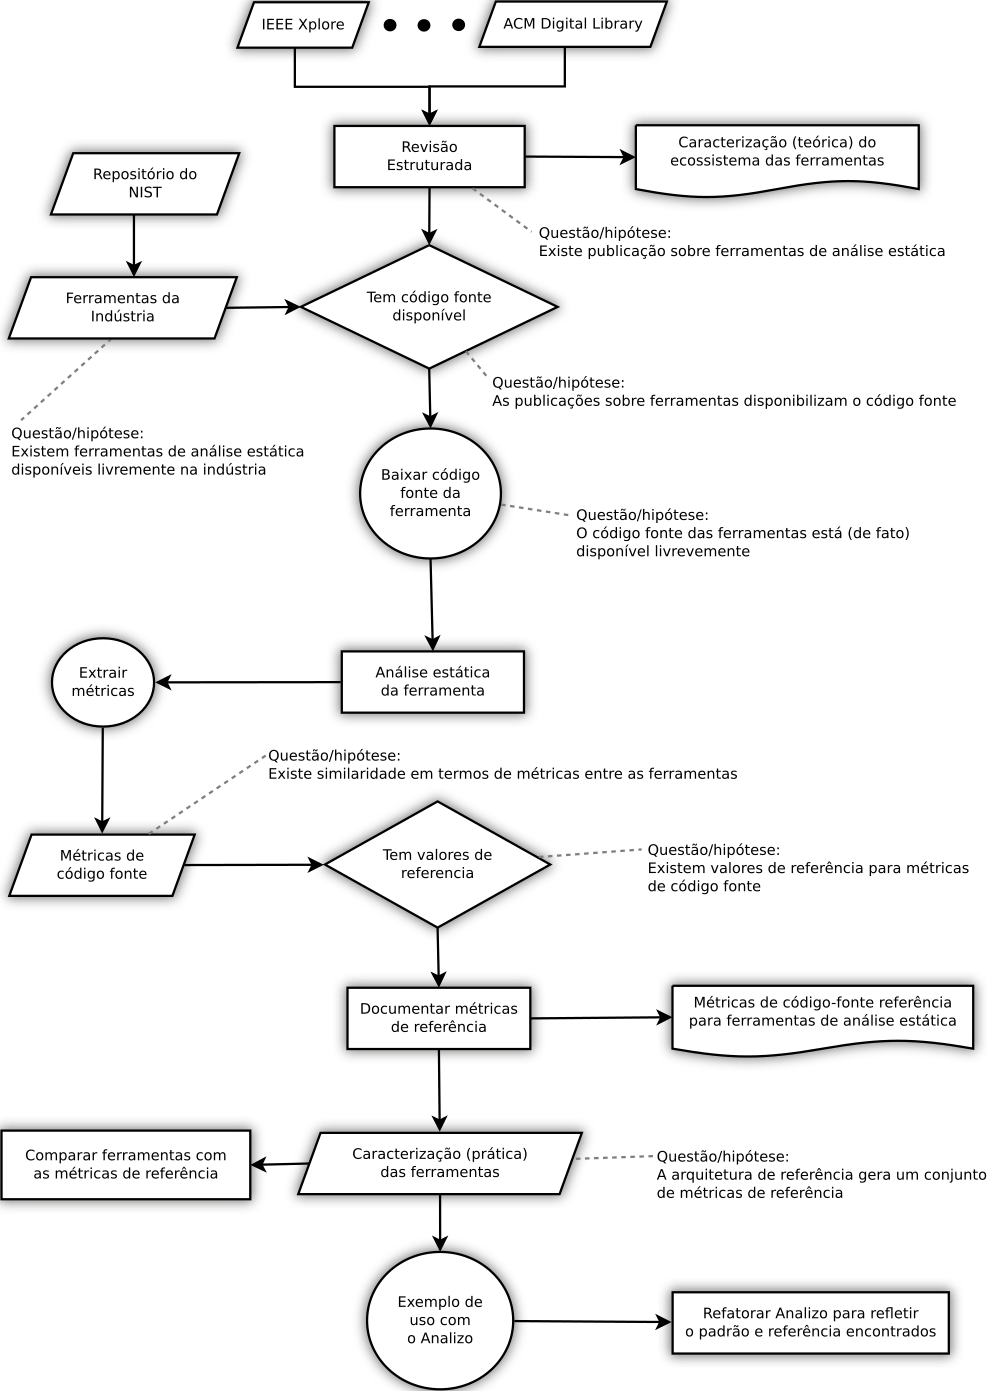 IEEE Xplore
ACM Digital Library
Revisão
Estruturada
Caracterização (teórica) do
ecossistema das ferramentas
Repositório do
NIST
Questão/hipótese:
Existe publicação sobre ferramentas de análise estática
Ferramentas da
Indústria
Tem código fonte
disponível
Questão/hipótese:
As publicações sobre ferramentas disponibilizam o código fonte
Questão/hipótese:
Existem ferramentas de análise estática
disponíveis livremente na indústria
Baixar código
fonte da
ferramenta
Questão/hipótese:
O código fonte das ferramentas está (de fato)
disponível livrevemente
Análise estática
da ferramenta
Extrair
métricas
Questão/hipótese:
Existe similaridade em termos de métricas entre as ferramentas
Métricas de
código fonte
Tem valores de
referencia
Questão/hipótese:
Existem valores de referência para métricas
de código fonte
Documentar métricas
de referência
Métricas de código-fonte referência
para ferramentas de análise estática
Comparar ferramentas com
as métricas de referência
Caracterização (prática)
das ferramentas
Questão/hipótese:
A arquitetura de referência gera um conjunto
de métricas de referência
Exemplo de
uso com
o Analizo
Refatorar Analizo para refletir
o padrão e referência encontrados